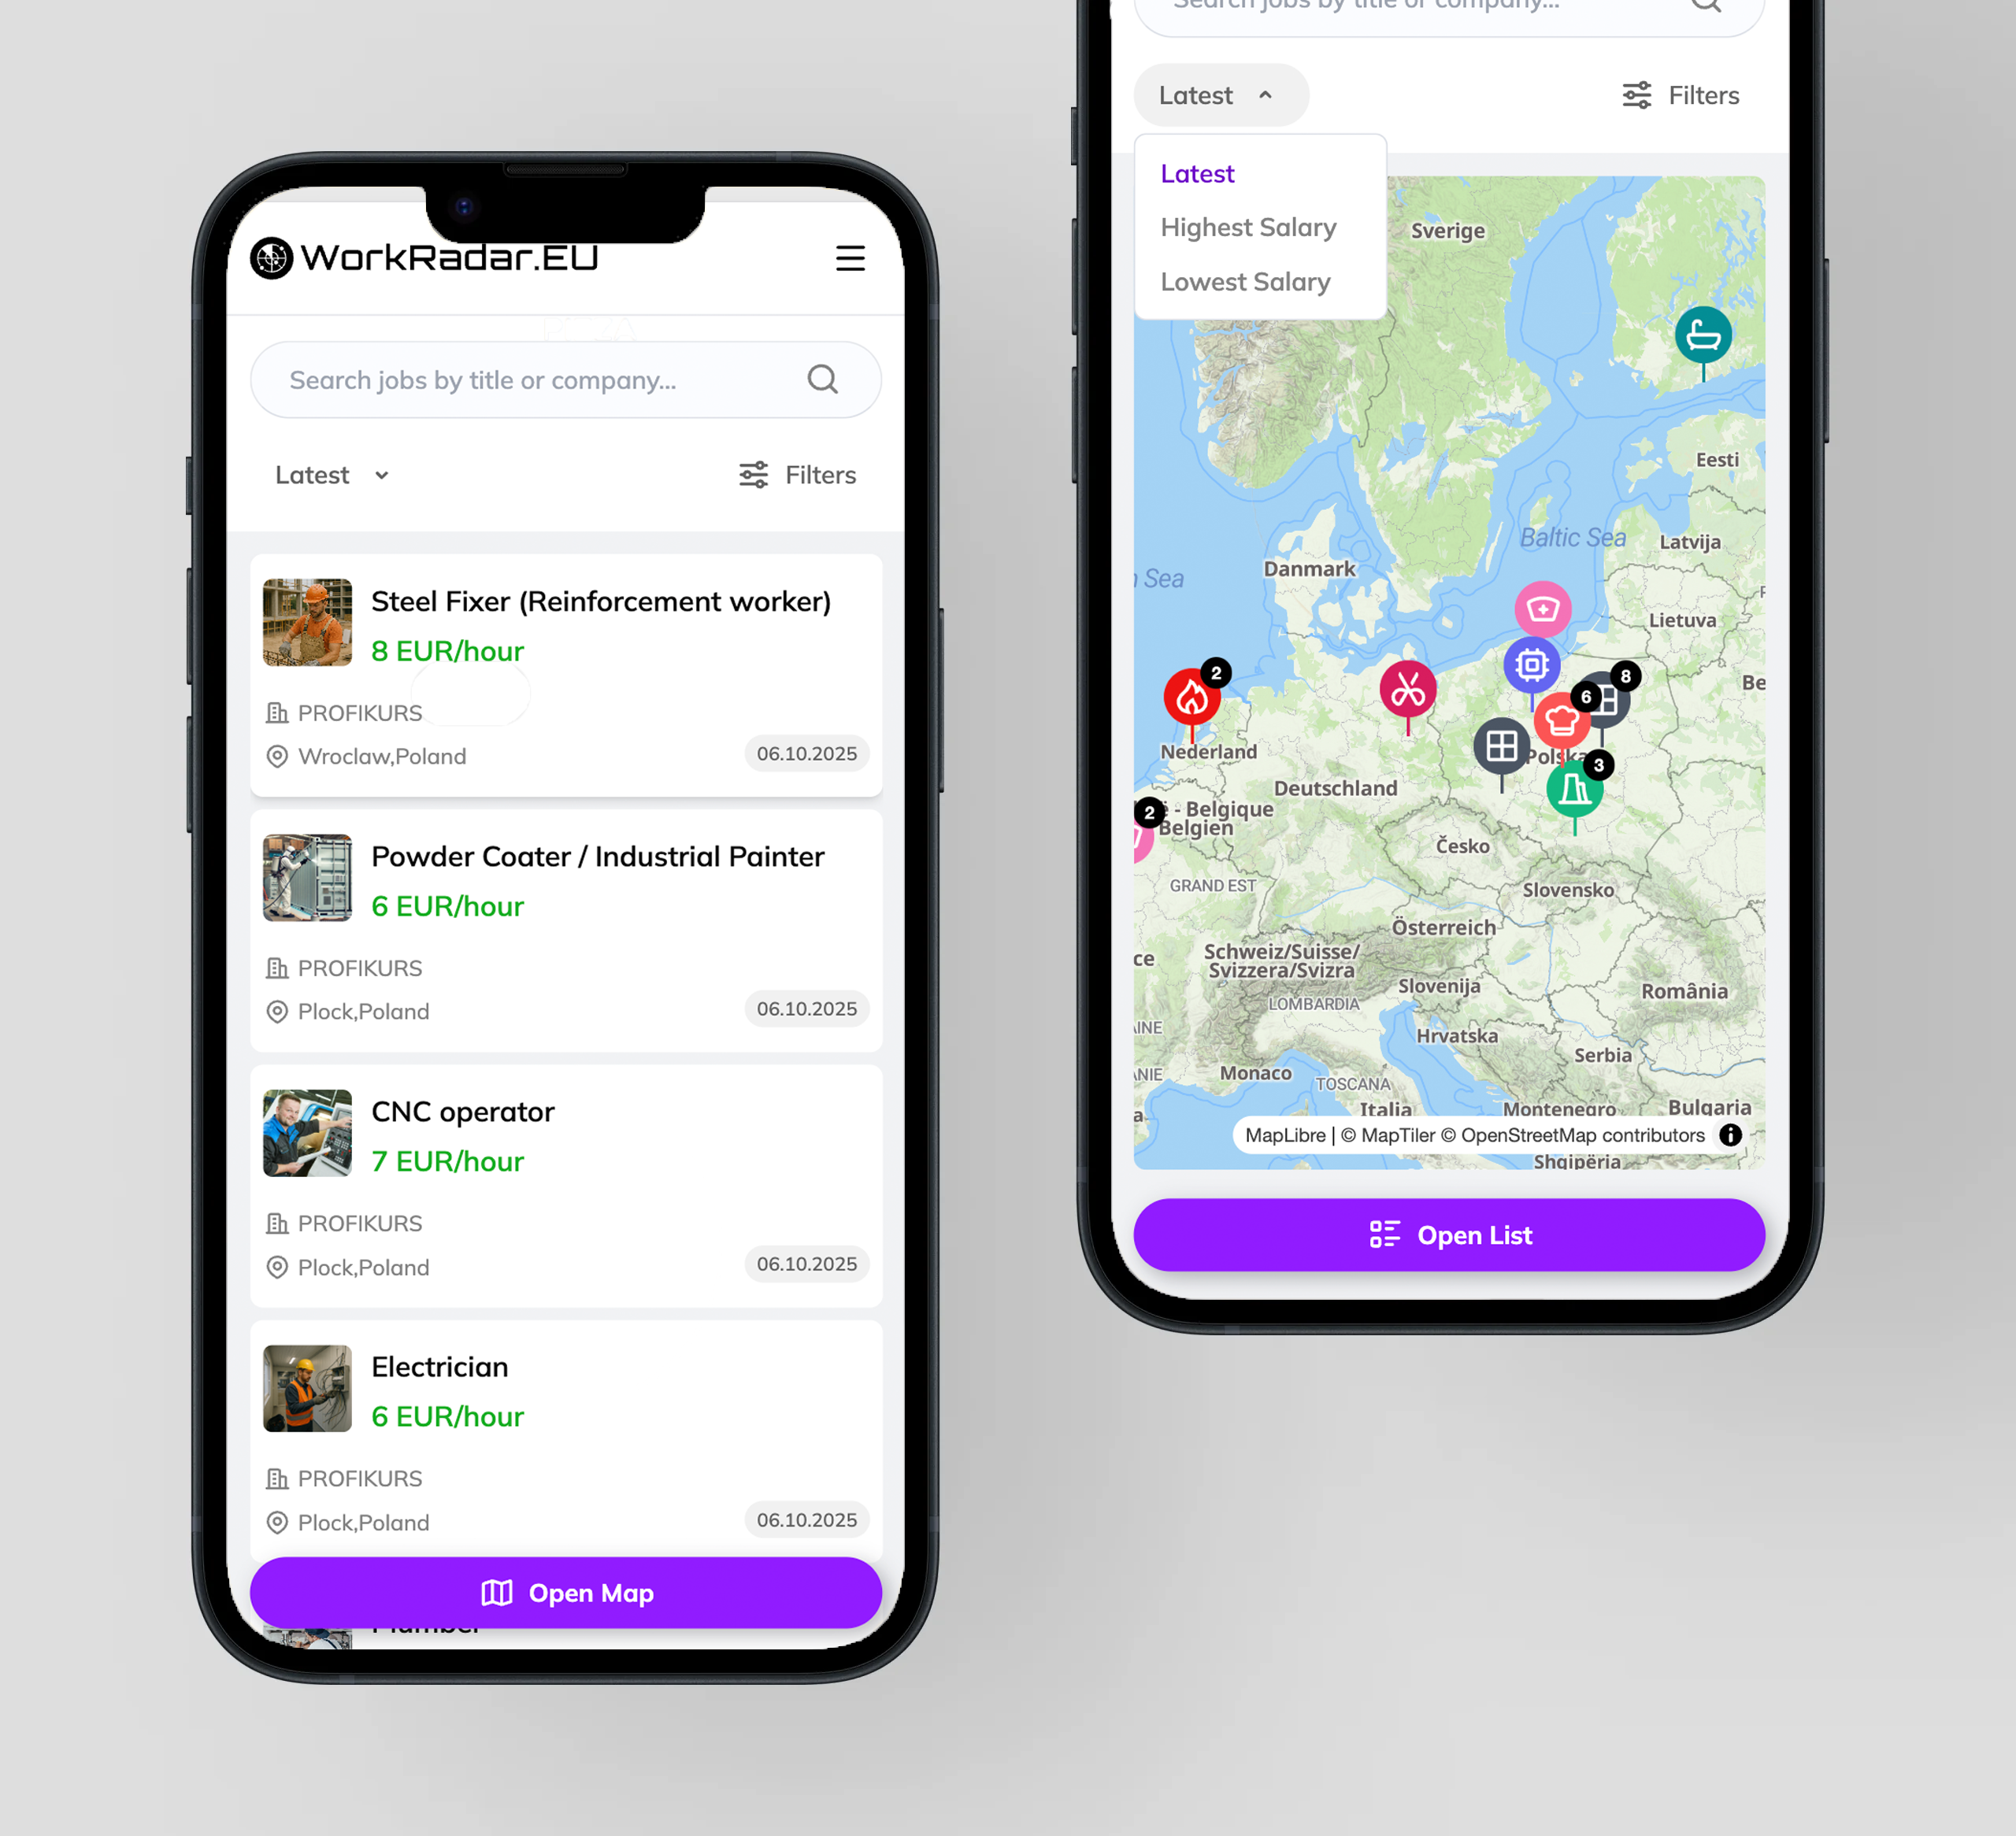 WorkRadar.EU
Search jobs by title or company...
Latest
Filters
Steel Fixer (Reinforcement worker)
8 EUR/hour
PROFIKURS
Wroclaw,Poland
06.10.2025
Powder Coater / Industrial Painter
6 EUR/hour
PROFIKURS
Plock,Poland
06.10.2025
CNC operator
7 EUR/hour
PROFIKURS
Plock,Poland
06.10.2025
Electrician
6 EUR/hour
PROFIKURS
Plock,Poland
06.10.2025
Open Map
Plumber
Search jobs by title or company...
Latest
Filters
Latest
Highest Salary
Lowest Salary
Sverige
Eesti
Baltic Sea
Latvija
Danmark
Sea
Lietuva
2
8
Be
6
Nederland
Polska
3
Deutschland
2
- Belgique
Belgien
Česko
GRAND EST
Slovensko
Österreich
Schweiz/Suisse/
Svizzera/Svizra
ce
Slovenija
România
LOMBARDIA
AINE
Hrvatska
Serbia
ANIE
Monaco
TOSCANA
a
Italia
Montenegro
Bulgaria
MapLibre | © MapTiler © OpenStreetMap contributors
Shqipëria
Open List